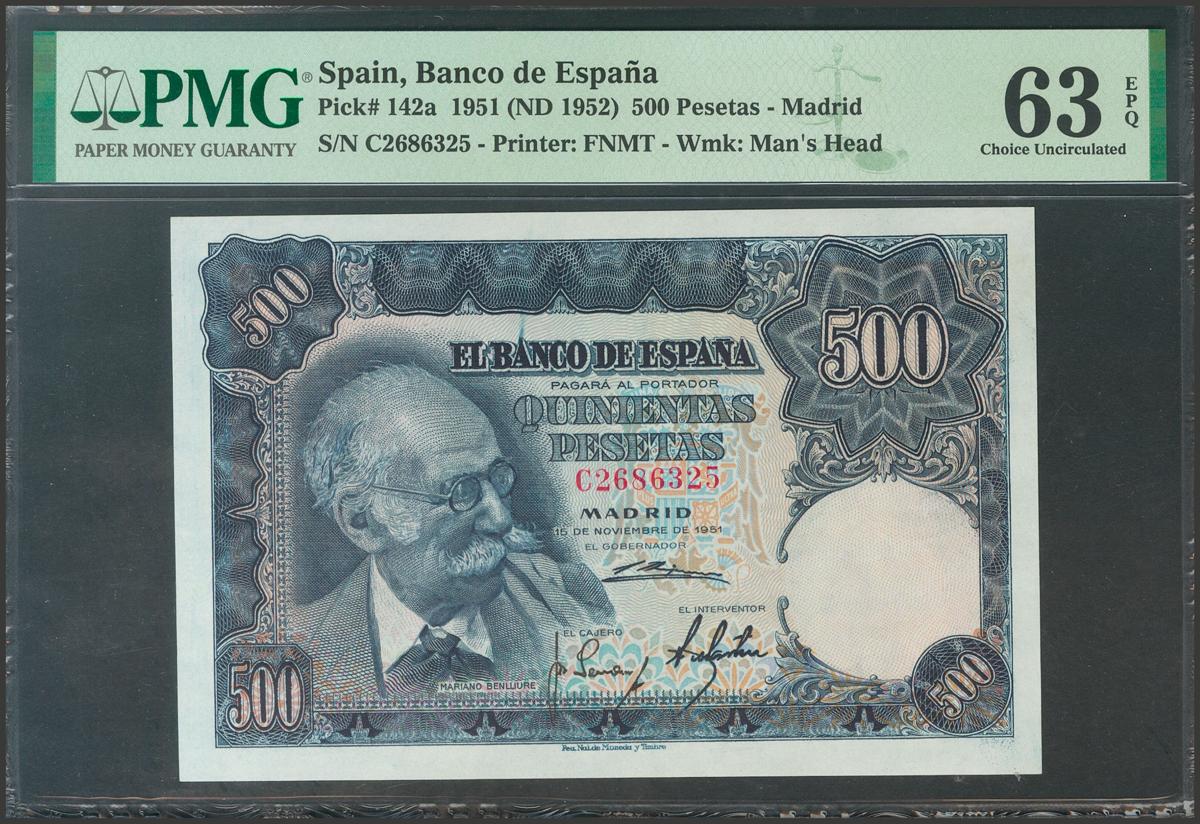 PMG®
PAPER MONEY GUARANTY
Spain, Banco de España
Pick# 142a 1951 (ND 1952) 500 Pesetas - Madrid
S/N C2686325 - Printer: FNMT - Wmk: Man's Head
63 EPQ
Choice Uncirculated
500
500
EL BANCO DE ESPAÑA
PAGARÁ AL PORTADOR
QUINIENTAS
PESETAS
C2686325
MADRID
15 DE NOVIEMBRE DE 1951
EL GOBERNADOR
EL INTERVENTOR
EL CAJERO
MARIANO BENLLIURE
500
500
Fca. Nal. de Moneda y Timbre